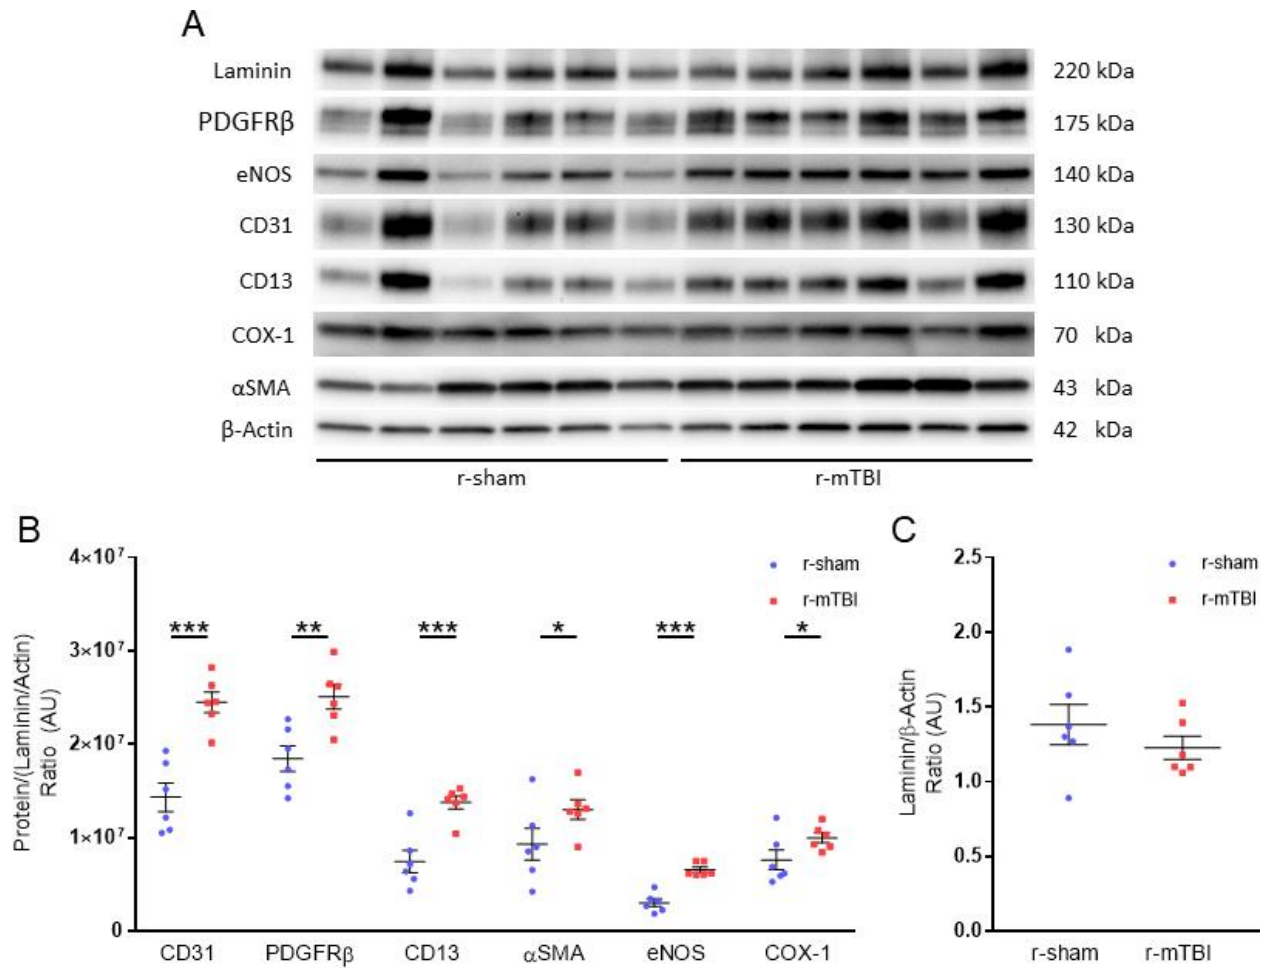 A
Laminin 220 kDa
PDGFRβ 175 kDa
eNOS 140 kDa
CD31 130 kDa
CD13 110 kDa
COX-1 70 kDa
αSMA 43 kDa
β-Actin 42 kDa
r-sham r-mTBI
B
Protein/(Laminin/Actin)
Ratio (AU)
4×10⁷
3×10⁷
2×10⁷
1×10⁷
0
r-sham
r-mTBI
*** ** *** * *** *
CD31 PDGFRβ CD13 αSMA eNOS COX-1
C
Laminin/β-Actin
Ratio (AU)
2.5
2.0
1.5
1.0
0.5
0.0
r-sham
r-mTBI
r-sham r-mTBI